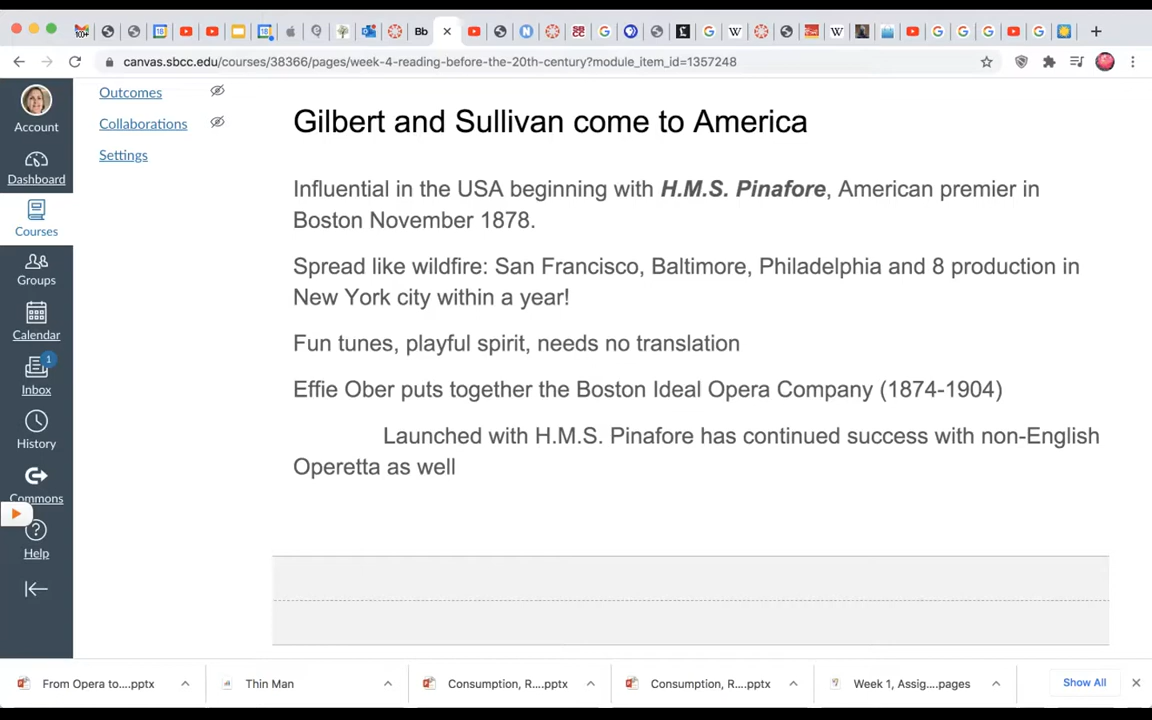 canvas.sbcc.edu/courses/38366/pages/week-4-reading-before-the-20th-century?module_item_id=1357248
Account
Dashboard
Courses
Groups
Calendar
1
Inbox
History
Commons
Help
Outcomes
Collaborations
Settings
Gilbert and Sullivan come to America
Influential in the USA beginning with H.M.S. Pinafore, American premier in
Boston November 1878.
Spread like wildfire: San Francisco, Baltimore, Philadelphia and 8 production in
New York city within a year!
Fun tunes, playful spirit, needs no translation
Effie Ober puts together the Boston Ideal Opera Company (1874-1904)
Launched with H.M.S. Pinafore has continued success with non-English
Operetta as well
From Opera to....pptx
Thin Man
Consumption, R....pptx
Consumption, R....pptx
Week 1, Assig....pages
Show All